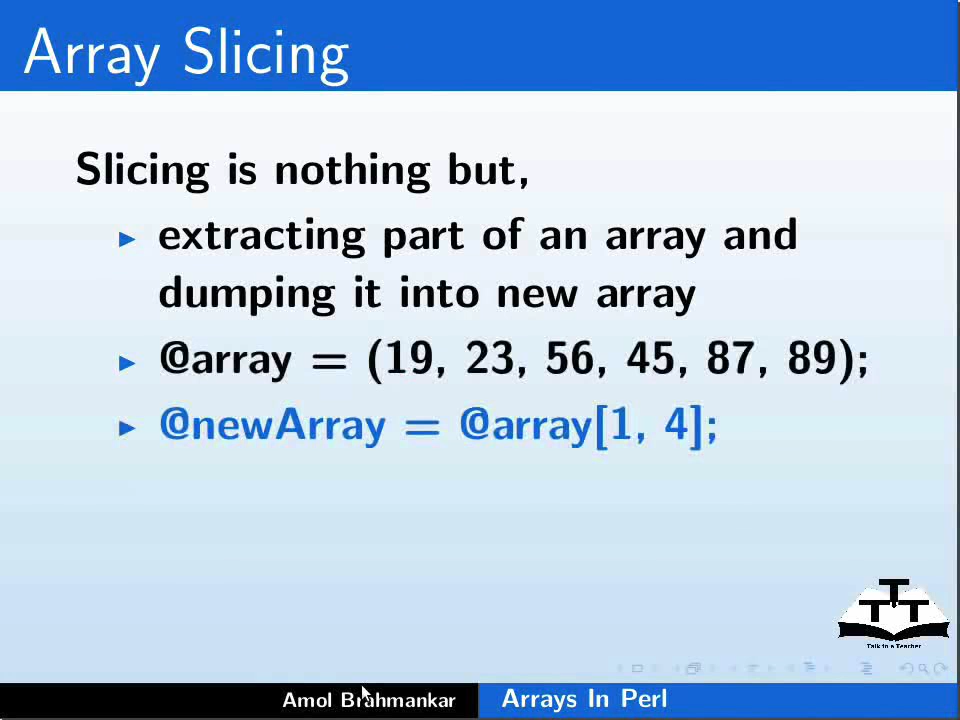 Array Slicing
Slicing is nothing but,
extracting part of an array and
dumping it into new array
@array = (19, 23, 56, 45, 87, 89);
@newArray = @array[1, 4];
T
T T
Talk to a Teacher
Amol Brahmankar
Arrays In Perl